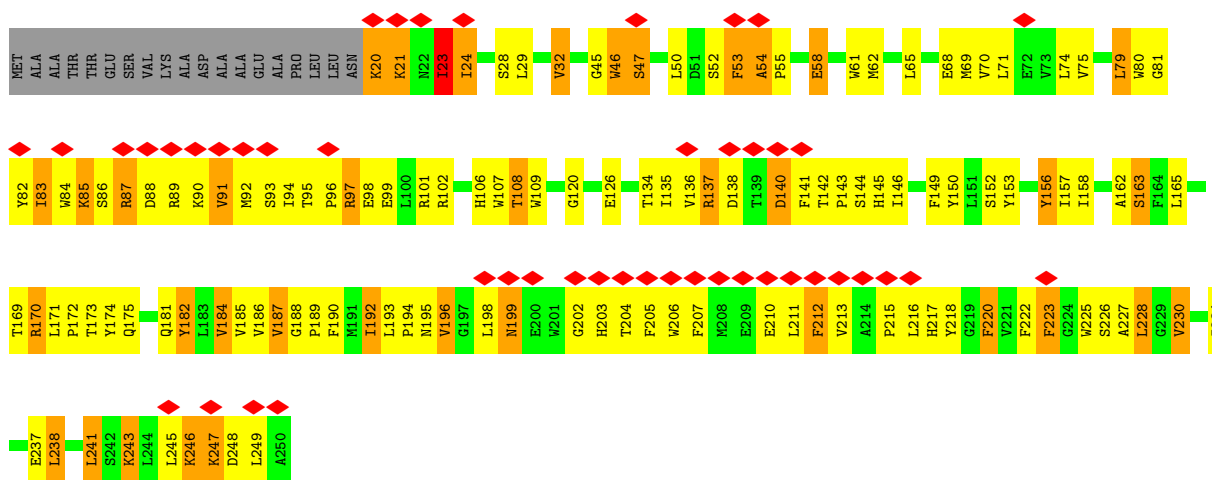 MET ALA ALA THR THR GLU SER VAL LYS ALA ASP ALA ALA GLU ALA PRO LEU LEU ASN K20 K21 N22 I23 I24 S28 L29 V32 G45 W46 S47 L50 D51 S52 F53 A54 P55 E58 W61 M62 L65 E68 M69 V70 L71 E72 V73 L74 V75 L79 W80 G81
Y82 I83 W84 K85 S86 R87 D88 R89 K90 V91 M92 S93 I94 T95 P96 R97 E98 E99 L100 R101 R102 H106 W107 T108 W109 G120 E126 T134 I135 V136 R137 D138 T139 D140 F141 T142 P143 S144 H145 I146 F149 Y150 L151 S152 Y153 Y156 I157 I158 A162 S163 F164 L165
T169 R170 L171 P172 T173 Y174 Q175 Q181 Y182 L183 V184 V185 V186 V187 G188 P189 F190 M191 I192 L193 P194 N195 V196 G197 L198 N199 E200 W201 G202 H203 T204 F205 W206 F207 M208 E209 E210 L211 F212 V213 A214 P215 L216 H217 Y218 G219 F220 V221 F222 F223 G224 W225 S226 A227 L228 G229 V230
E237 L238 L241 S242 K243 L244 L245 K246 K247 D248 L249 A250